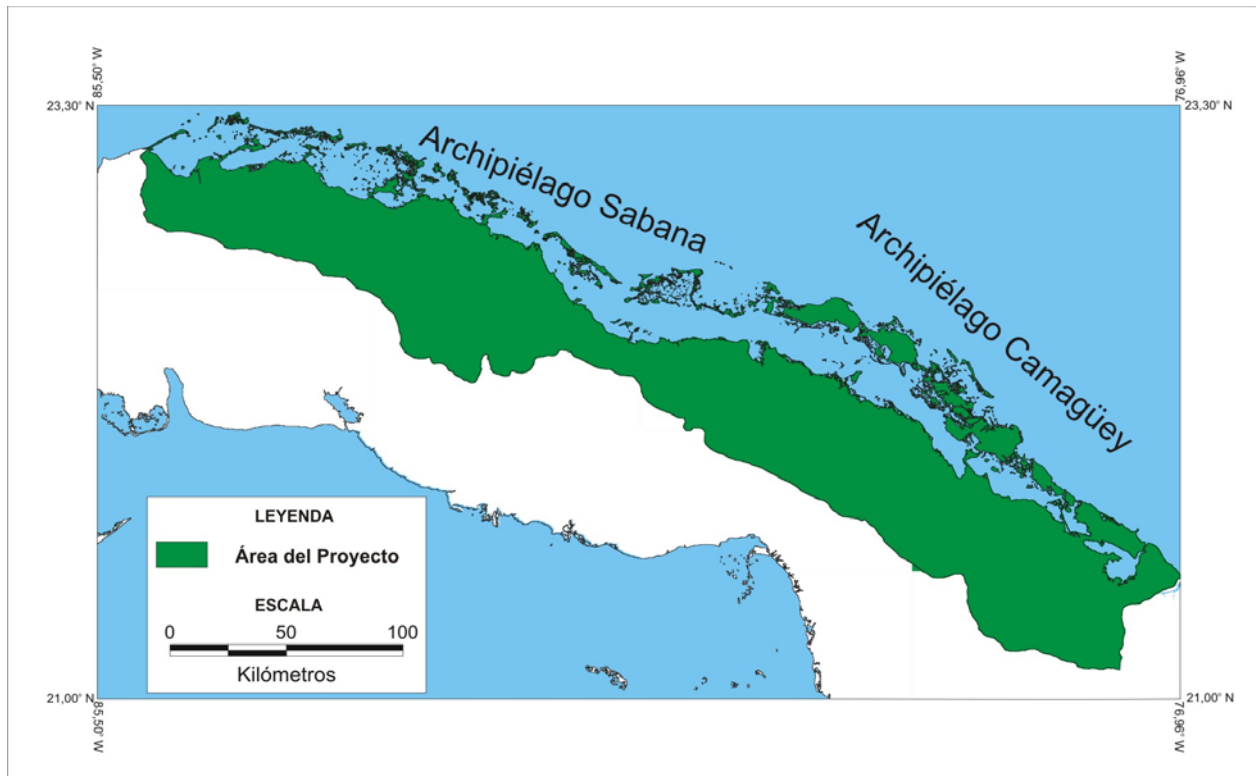 85,50° W
76,96° W
23,30° N
23,30° N
Archipiélago Sabana
Archipiélago Camagüey
LEYENDA
Área del Proyecto
ESCALA
0 50 100
Kilómetros
21,00° N
21,00° N
85,50° W
76,96° W